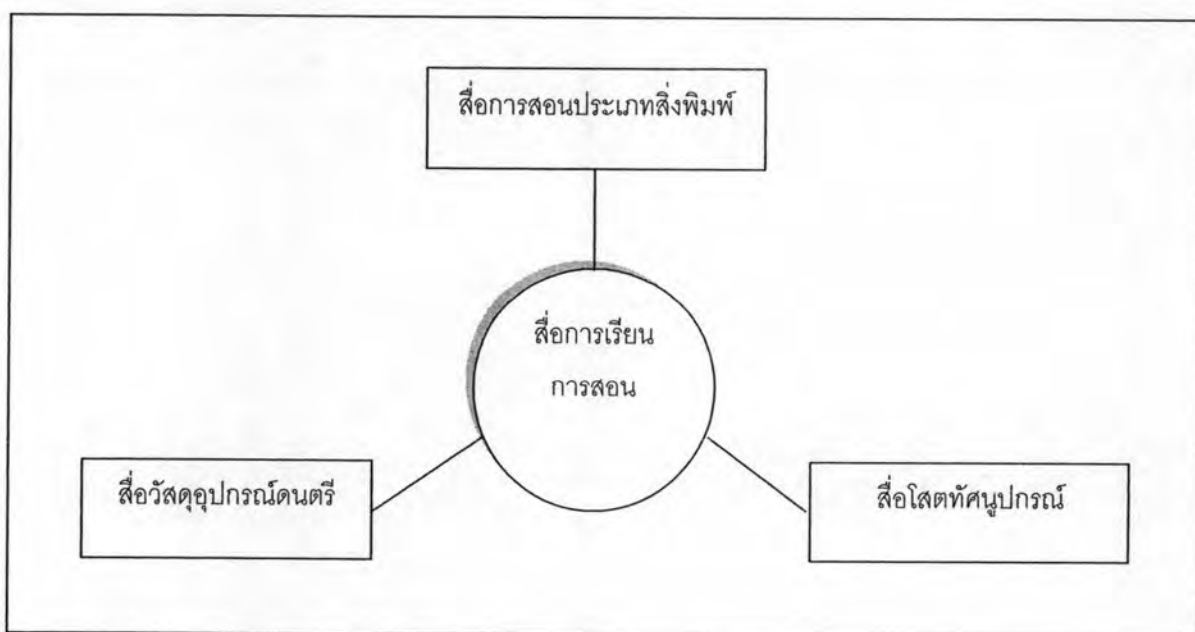 สื่อการสอนประเภทสิ่งพิมพ์
สื่อการเรียน
การสอน
สื่อวัสดุอุปกรณ์ดนตรี
สื่อโสตทัศนูปกรณ์